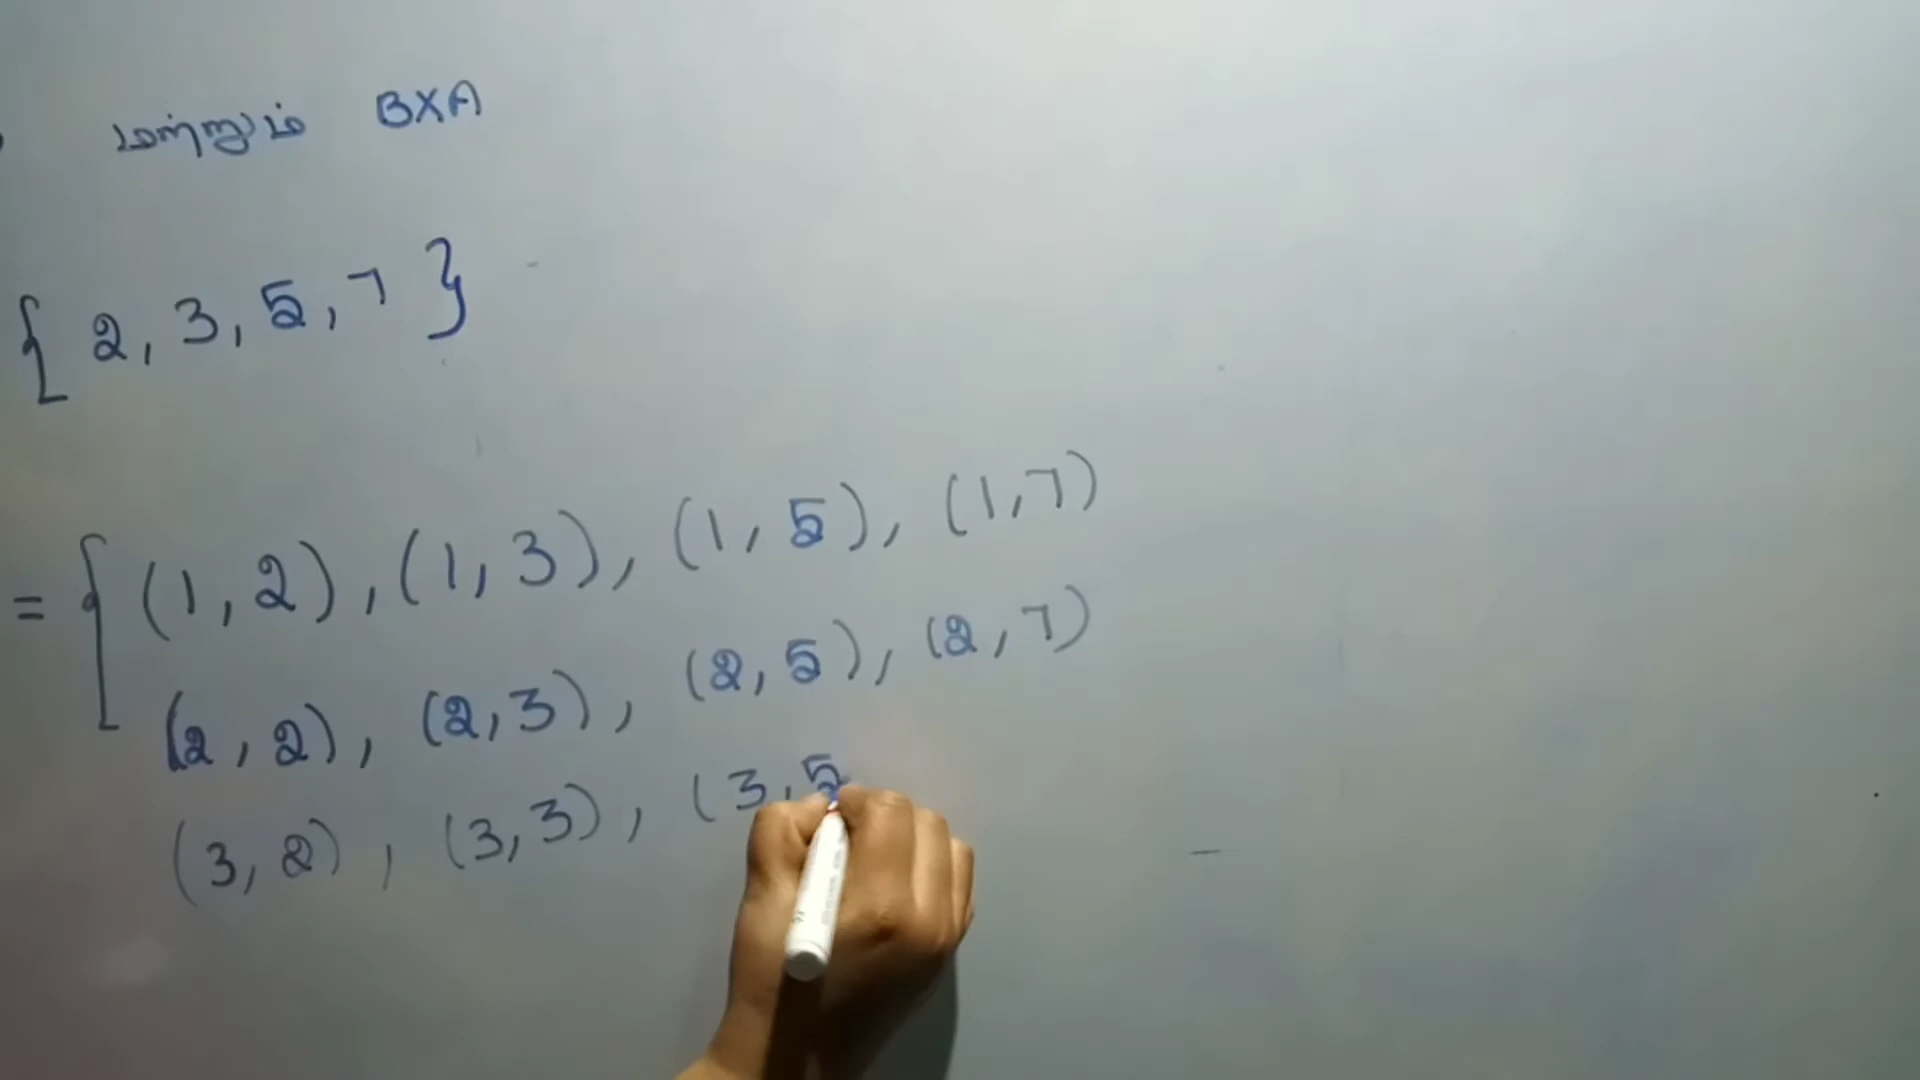 மற்றும் B×A
{ 2, 3, 5, 7 }
= { (1, 2), (1, 3), (1, 5), (1, 7)
(2, 2), (2, 3), (2, 5), (2, 7)
(3, 2), (3, 3), (3, 5